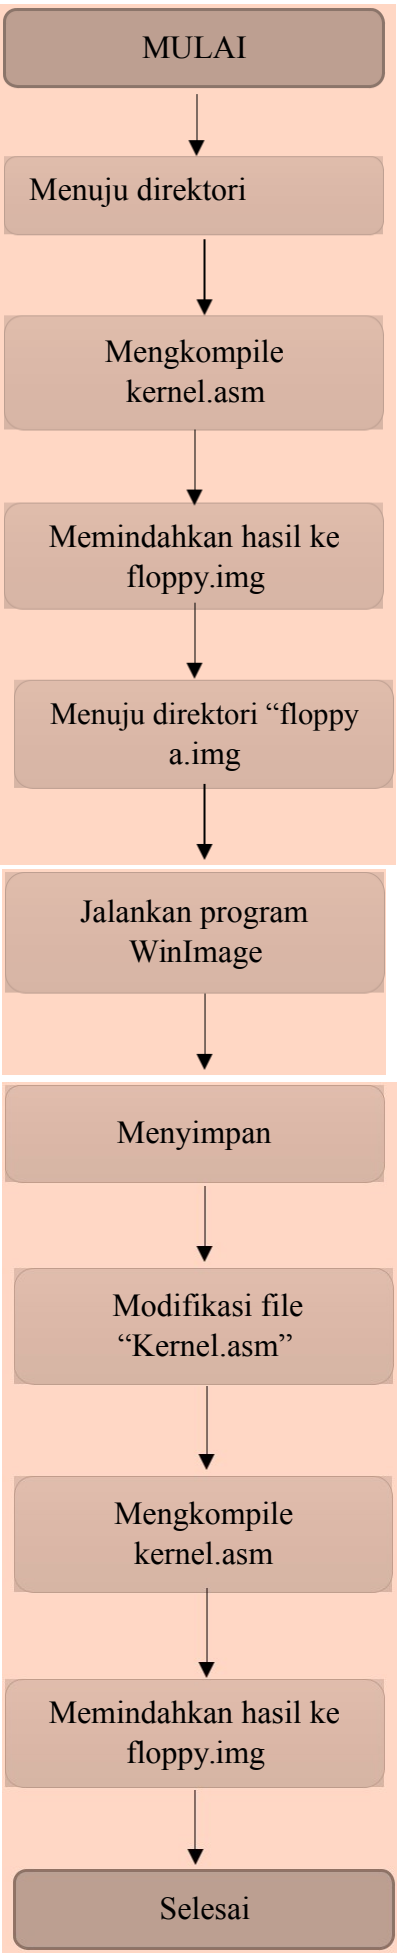 MULAI
Menuju direktori
Mengkompile
kernel.asm
Memindahkan hasil ke
floppy.img
Menuju direktori “floppy
a.img
Jalankan program
WinImage
Menyimpan
Modifikasi file
“Kernel.asm”
Mengkompile
kernel.asm
Memindahkan hasil ke
floppy.img
Selesai